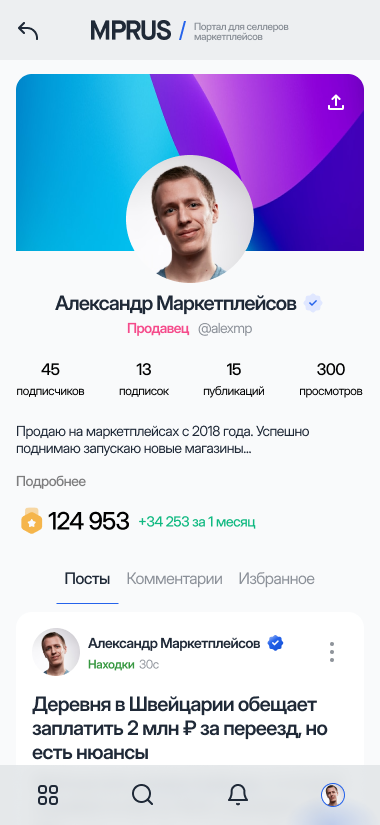 MPRUS / Портал для селлеров
маркетплейсов
Александр Маркетплейсов
Продавец @alexmp
45 13 15 300
подписчиков подписок публикаций просмотров
Продаю на маркетплейсах с 2018 года. Успешно
поднимаю запускаю новые магазины...
Подробнее
124 953 +34 253 за 1 месяц
Посты Комментарии Избранное
Александр Маркетплейсов
Находки 30с
Деревня в Швейцарии обещает
заплатить 2 млн ₽ за переезд, но
есть нюансы